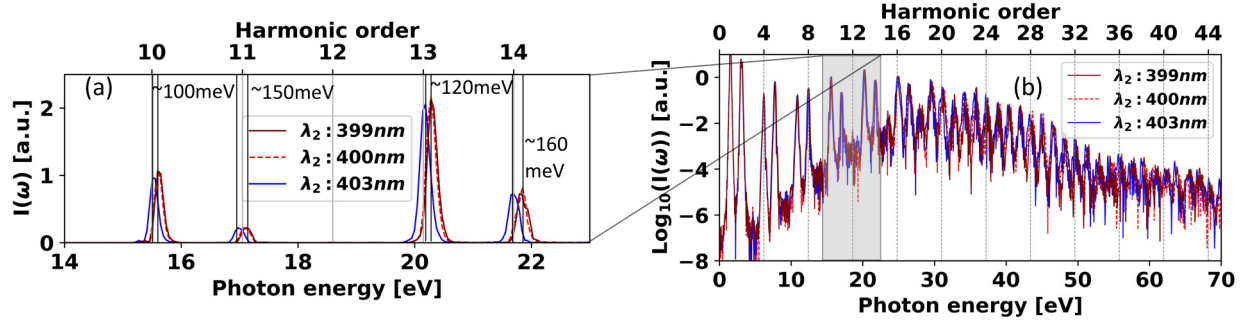 Harmonic order
10 11 12 13 14
(a)
~100meV
~150meV
~120meV
~160
meV
λ₂ : 399nm
λ₂ : 400nm
λ₂ : 403nm
I(ω) [a.u.]
2
1
0
14 16 18 20 22
Photon energy [eV]
Harmonic order
0 4 8 12 16 20 24 28 32 36 40 44
(b)
λ₂ : 399nm
λ₂ : 400nm
λ₂ : 403nm
Log₁₀(I(ω)) [a.u.]
0
−2
−4
−6
−8
0 10 20 30 40 50 60 70
Photon energy [eV]